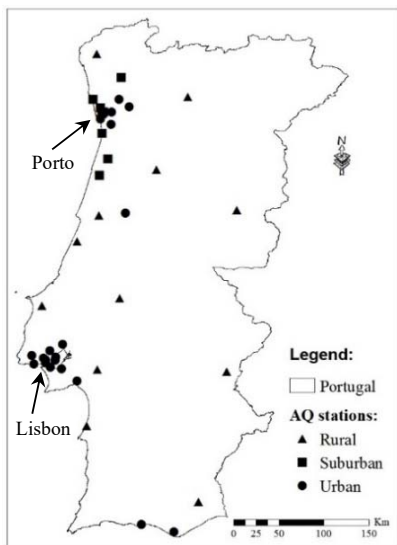 N
Porto
Lisbon
Legend:
Portugal
AQ stations:
Rural
Suburban
Urban
Km
0 25 50 100 150